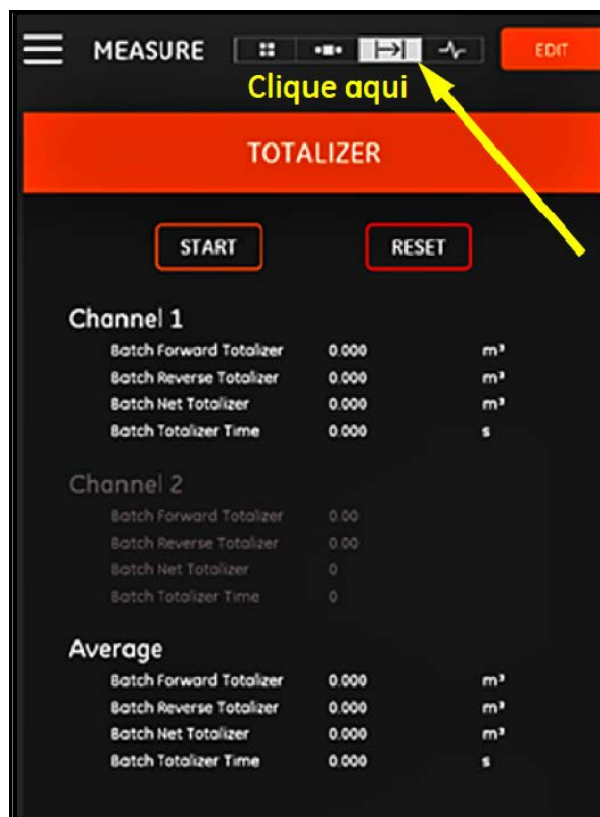 MEASURE EDIT
Clique aqui
TOTALIZER
START RESET
Channel 1
Batch Forward Totalizer 0.000 m³
Batch Reverse Totalizer 0.000 m³
Batch Net Totalizer 0.000 m³
Batch Totalizer Time 0.000 s
Channel 2
Batch Forward Totalizer 0.00
Batch Reverse Totalizer 0.00
Batch Net Totalizer 0
Batch Totalizer Time 0
Average
Batch Forward Totalizer 0.000 m³
Batch Reverse Totalizer 0.000 m³
Batch Net Totalizer 0.000 m³
Batch Totalizer Time 0.000 s